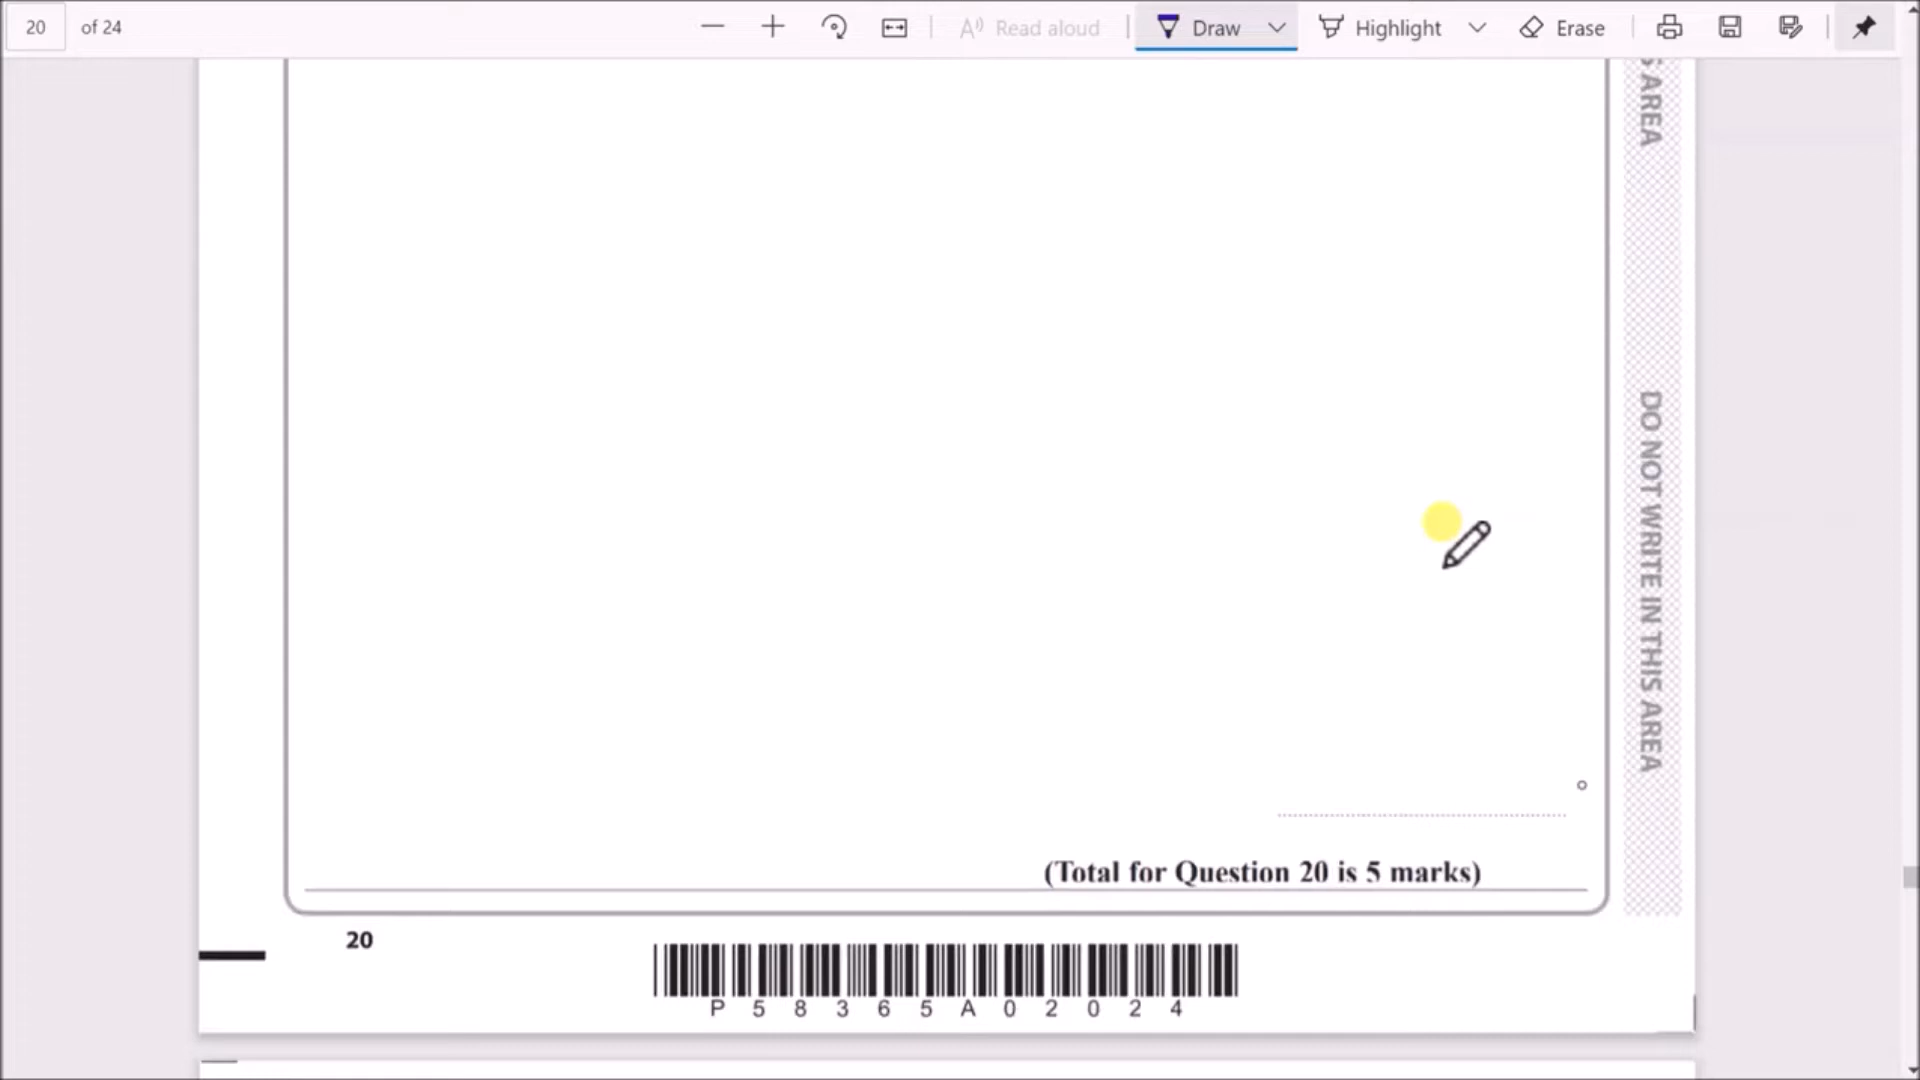 20 of 24 Read aloud Draw Highlight Erase
S AREA
DO NOT WRITE IN THIS AREA
°
(Total for Question 20 is 5 marks)
20
P 5 8 3 6 5 A 0 2 0 2 4